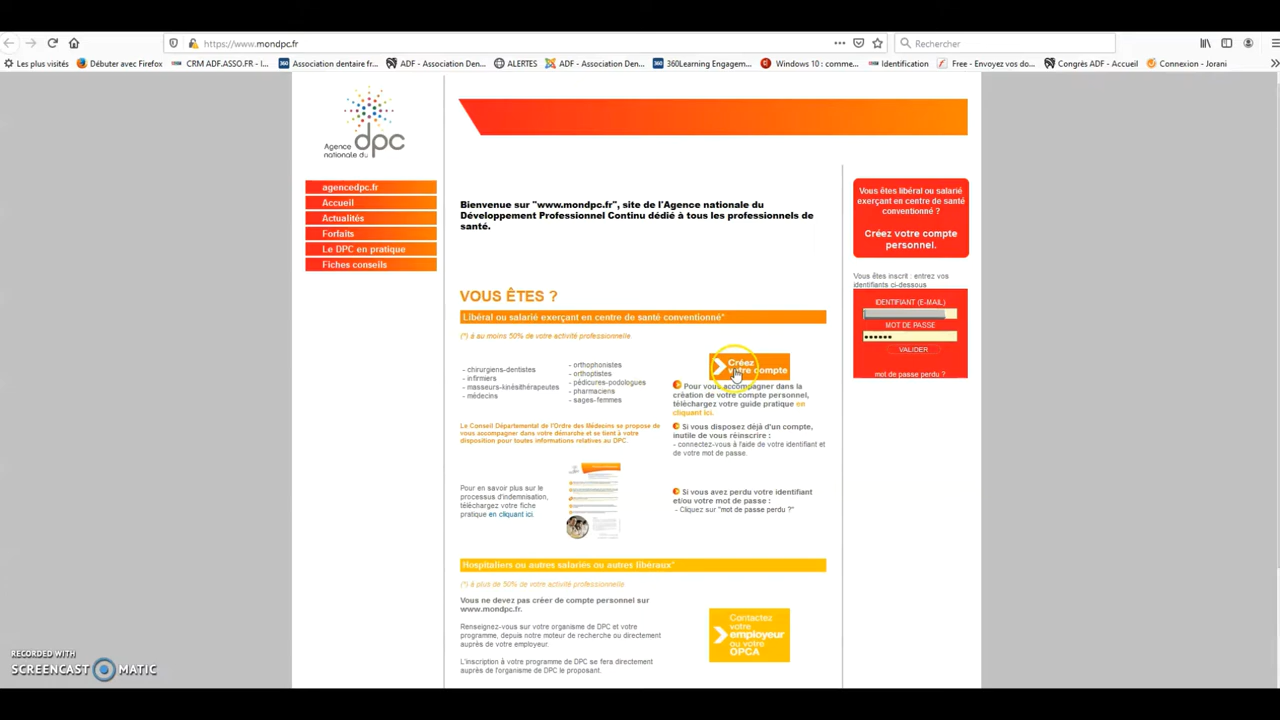 https://www.mondpc.fr
Rechercher
Les plus visités
Débuter avec Firefox
CRM ADF.ASSO.FR - I...
Association dentaire fr...
ADF - Association Den...
ALERTES
ADF - Association Den...
360Learning Engagem...
Windows 10 : comme...
Identification
Free - Envoyez vos do...
Congrès ADF - Accueil
Connexion - Jorani
Agence
nationale du
dpc
agencedpc.fr
Accueil
Actualités
Forfaits
Le DPC en pratique
Fiches conseils
Bienvenue sur "www.mondpc.fr", site de l'Agence nationale du
Développement Professionnel Continu dédié à tous les professionnels de
santé.
VOUS ÊTES ?
Libéral ou salarié exerçant en centre de santé conventionné*
(*) à au moins 50% de votre activité professionnelle.
- chirurgiens-dentistes
- infirmiers
- masseurs-kinésithérapeutes
- médecins
- orthophonistes
- orthoptistes
- pédicures-podologues
- pharmaciens
- sages-femmes
Créez
votre compte
Pour vous accompagner dans la
création de votre compte personnel,
téléchargez votre guide pratique en
cliquant ici.
Le Conseil Départemental de l'Ordre des Médecins se propose de
vous accompagner dans votre démarche et se tient à votre
disposition pour toutes informations relatives au DPC.
Si vous disposez déjà d'un compte,
inutile de vous réinscrire :
- connectez-vous à l'aide de votre identifiant et
de votre mot de passe.
Pour en savoir plus sur le
processus d'indemnisation,
téléchargez votre fiche
pratique en cliquant ici.
Si vous avez perdu votre identifiant
et/ou votre mot de passe :
- Cliquez sur "mot de passe perdu ?"
Hospitaliers ou autres salariés ou autres libéraux*
(*) à plus de 50% de votre activité professionnelle.
Vous ne devez pas créer de compte personnel sur
www.mondpc.fr.
Renseignez-vous sur votre organisme de DPC et votre
programme, depuis notre moteur de recherche ou directement
auprès de votre employeur.
L'inscription à votre programme de DPC se fera directement
auprès de l'organisme de DPC le proposant.
Contactez
votre
employeur
ou votre
OPCA
Vous êtes libéral ou salarié
exerçant en centre de santé
conventionné ?
Créez votre compte
personnel.
Vous êtes inscrit : entrez vos
identifiants ci-dessous
IDENTIFIANT (E-MAIL)
MOT DE PASSE
VALIDER
mot de passe perdu ?
RECORDED WITH
SCREENCAST MATIC